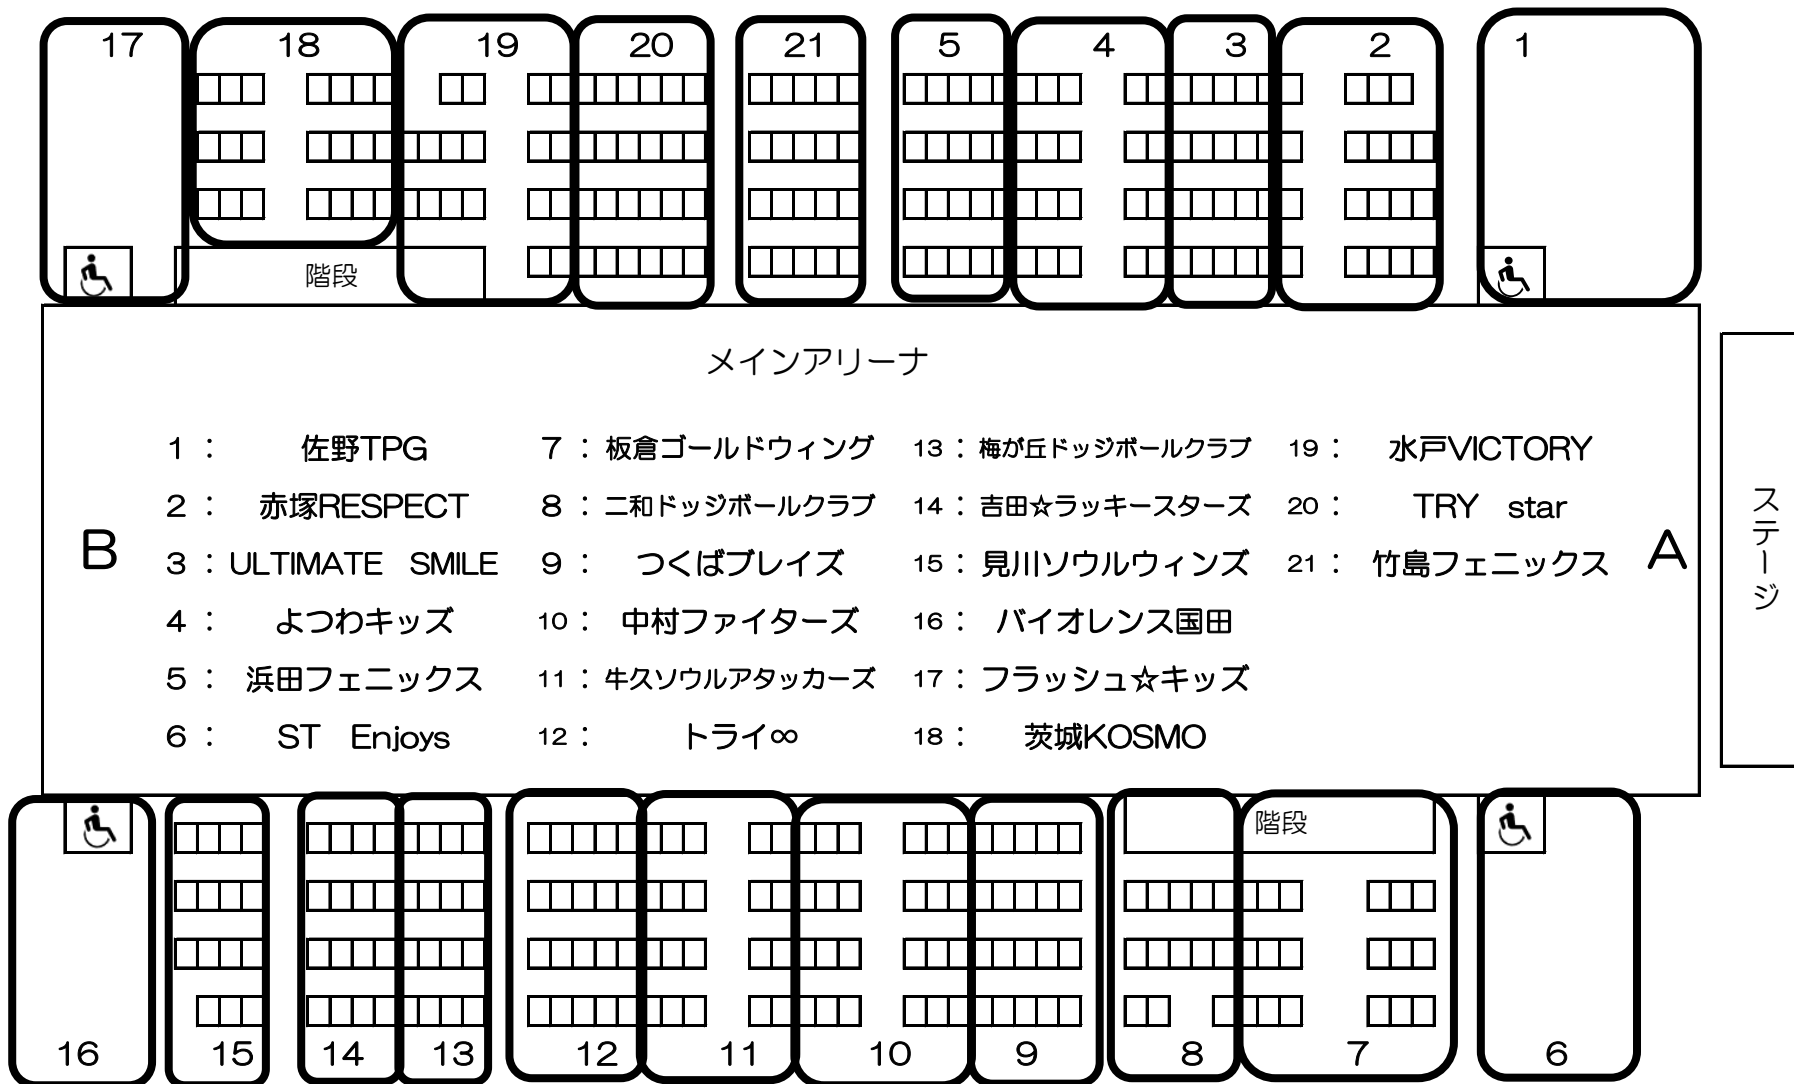 17 18 19 20 21 5 4 3 2 1
階段
メインアリーナ
1： 佐野TPG 7：板倉ゴールドウィング 13：梅が丘ドッジボールクラブ 19： 水戸VICTORY
2： 赤塚RESPECT 8：二和ドッジボールクラブ 14：吉田☆ラッキースターズ 20： TRY star
3：ULTIMATE SMILE 9： つくばブレイズ 15：見川ソウルウィンズ 21： 竹島フェニックス
4： よつわキッズ 10： 中村ファイターズ 16： バイオレンス国田
5： 浜田フェニックス 11：牛久ソウルアタッカーズ 17：フラッシュ☆キッズ
6： ST Enjoys 12： トライ∞ 18： 茨城KOSMO
B
A
ステージ
階段
16 15 14 13 12 11 10 9 8 7 6